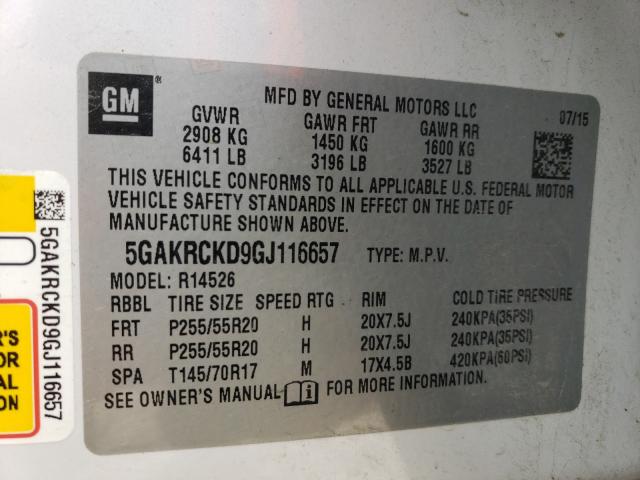 GM ®
MFD BY GENERAL MOTORS LLC 07/15
GVWR GAWR FRT GAWR RR
2908 KG 1450 KG 1600 KG
6411 LB 3196 LB 3527 LB
THIS VEHICLE CONFORMS TO ALL APPLICABLE U.S. FEDERAL MOTOR
VEHICLE SAFETY STANDARDS IN EFFECT ON THE DATE OF
MANUFACTURE SHOWN ABOVE.
5GAKRCKD9GJ116657 TYPE: M.P.V.
MODEL: R14526
RBBL TIRE SIZE SPEED RTG RIM COLD TIRE PRESSURE
FRT P255/55R20 H 20X7.5J 240KPA(35PSI)
RR P255/55R20 H 20X7.5J 240KPA(35PSI)
SPA T145/70R17 M 17X4.5B 420KPA(60PSI)
SEE OWNER'S MANUAL i FOR MORE INFORMATION.
5GAKRCKD9GJ116657
R'S
OR
AL
ON